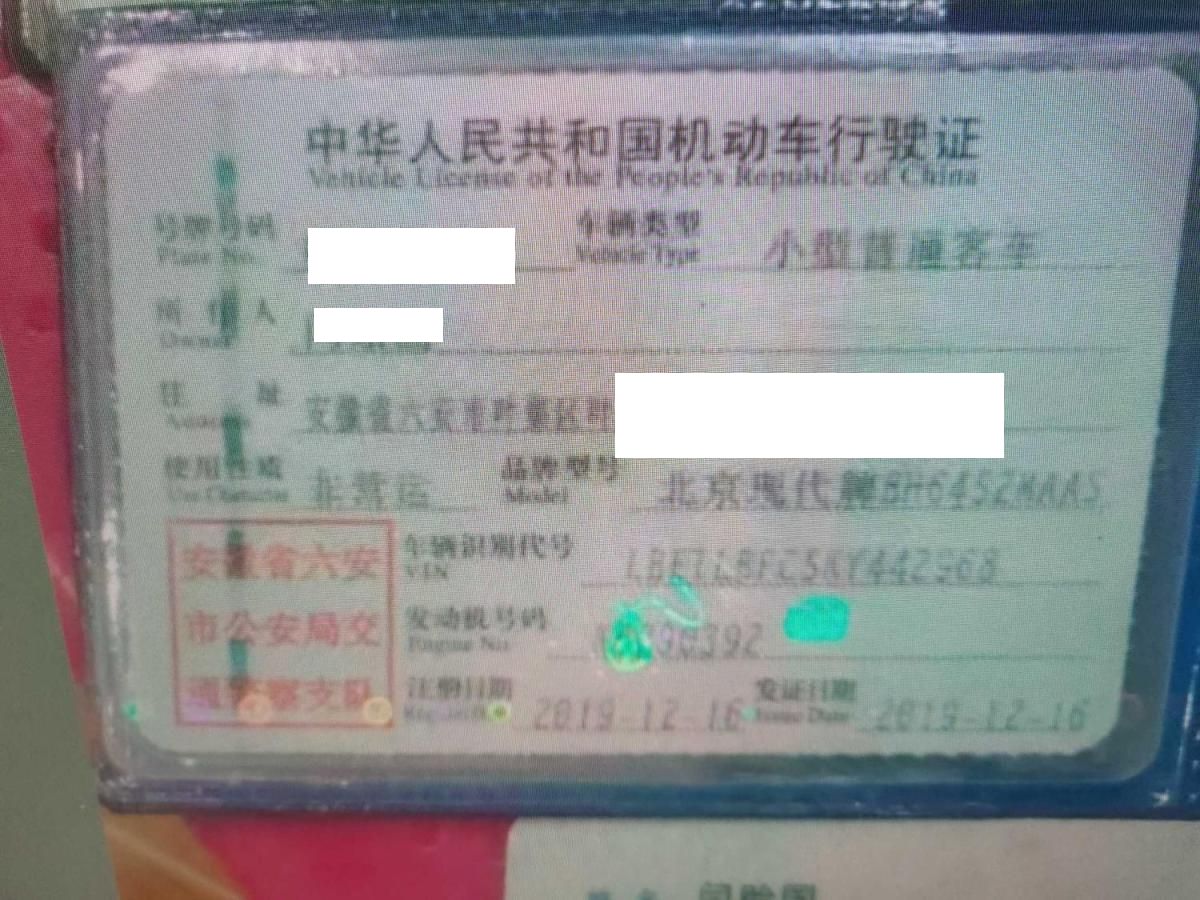 中华人民共和国机动车行驶证
Vehicle License of the People's Republic of China
号牌号码 车辆类型 小型普通客车
Plate No. Vehicle Type
所有人
Owner
住 址 安徽省六安市叶集区
Address
使用性质 非营运 品牌型号 北京现代牌BH6452MAAS
Use Character Model
安徽省六安 车辆识别代号
VIN
市公安局交 发动机号码
Engine No.
通警察支队 注册日期 2019-12-16 发证日期 2019-12-16
Issue Date